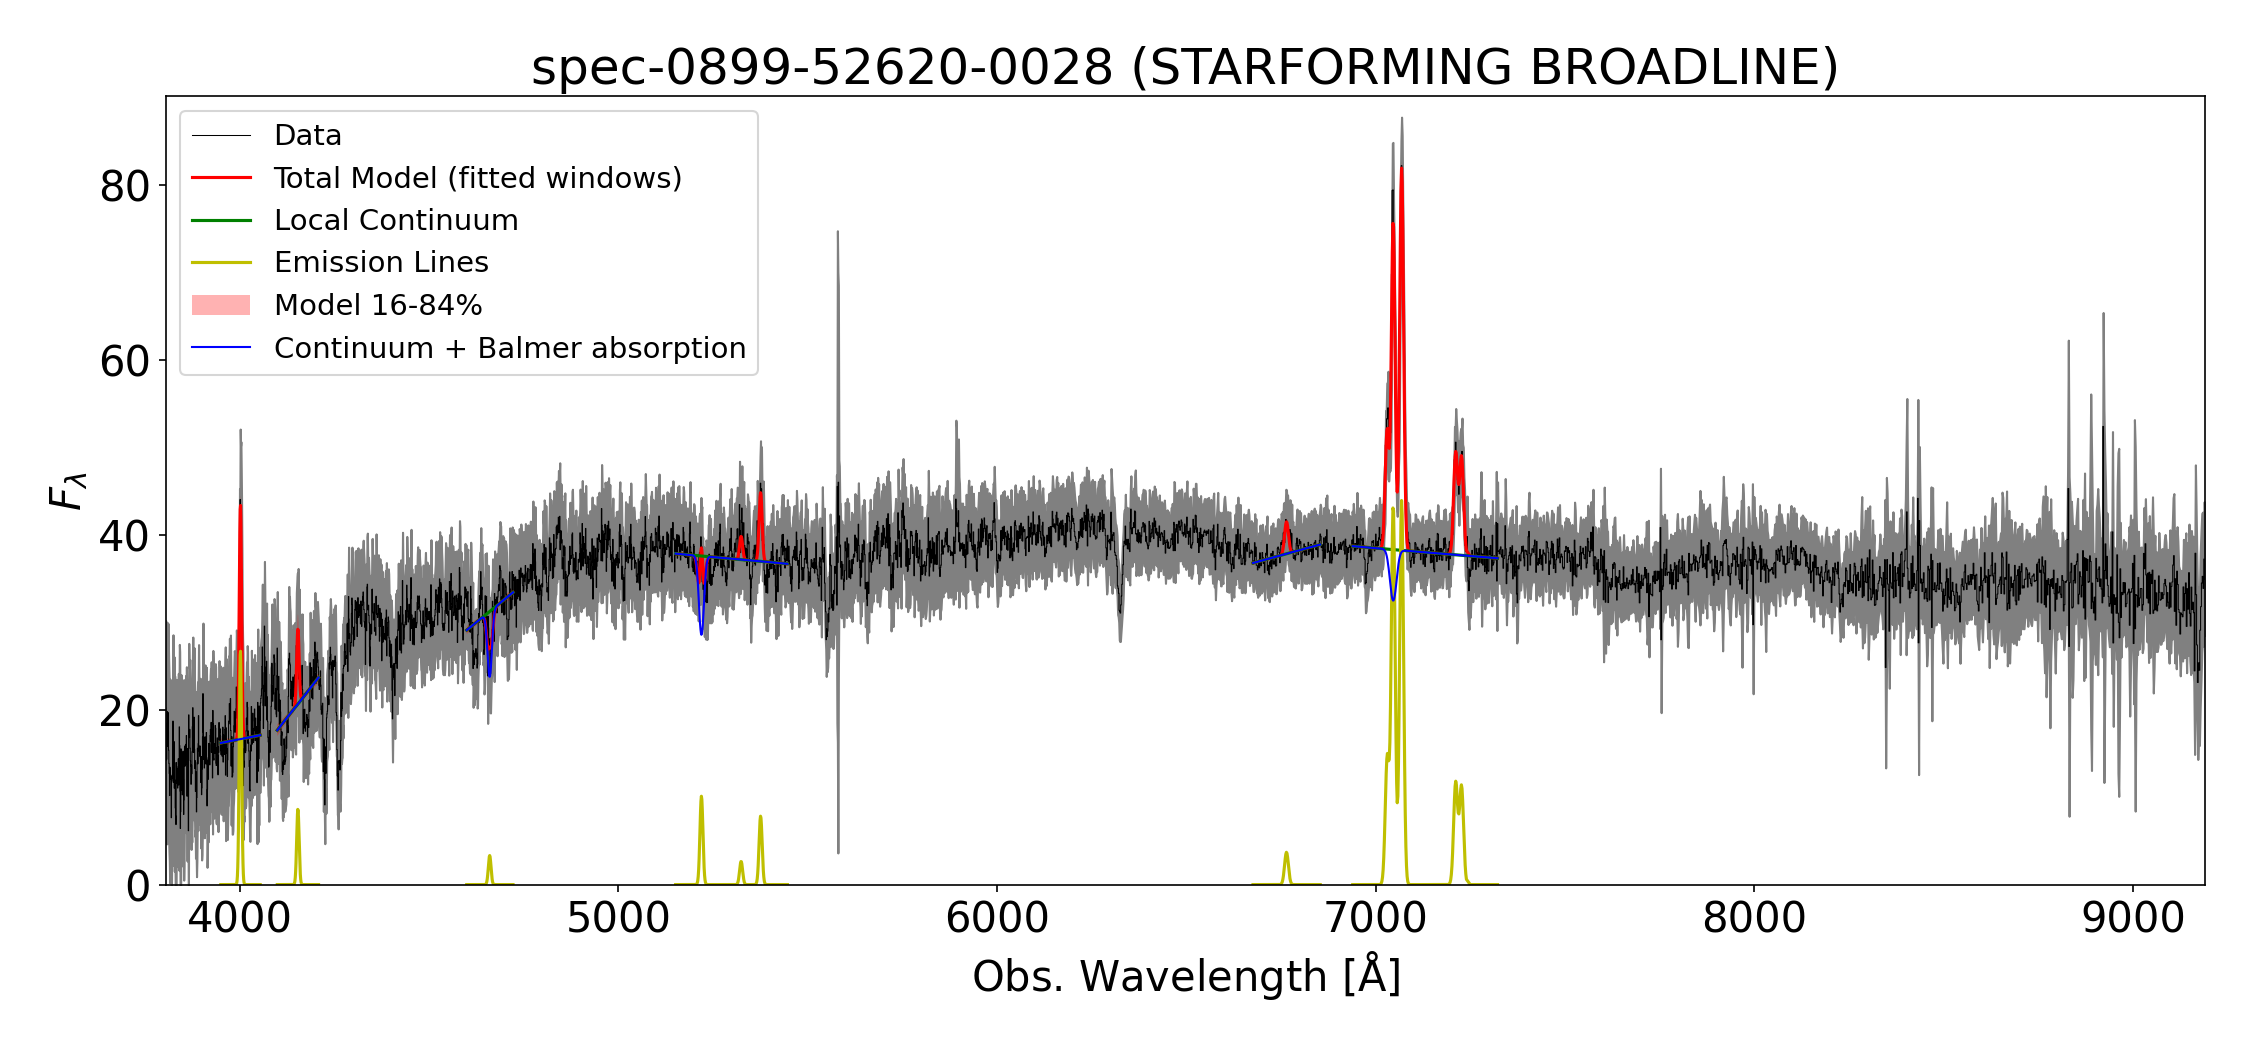 spec-0899-52620-0028 (STARFORMING BROADLINE)
Data
Total Model (fitted windows)
Local Continuum
Emission Lines
Model 16-84%
Continuum + Balmer absorption
80
60
40
20
0
F_λ
4000 5000 6000 7000 8000 9000
Obs. Wavelength [Å]